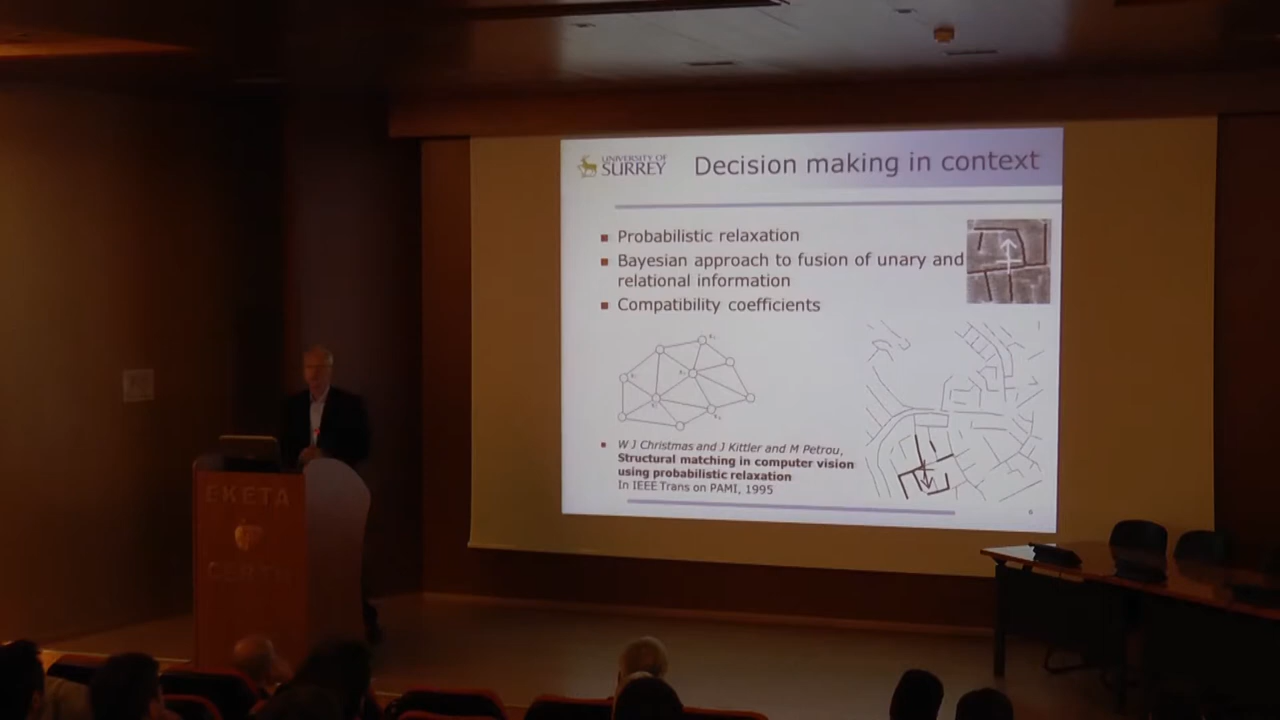 UNIVERSITY OF
SURREY
Decision making in context
Probabilistic relaxation
Bayesian approach to fusion of unary and
relational information
Compatibility coefficients
W J Christmas and J Kittler and M Petrou,
Structural matching in computer vision
using probabilistic relaxation
In IEEE Trans on PAMI, 1995
6
EKETA
CERTH